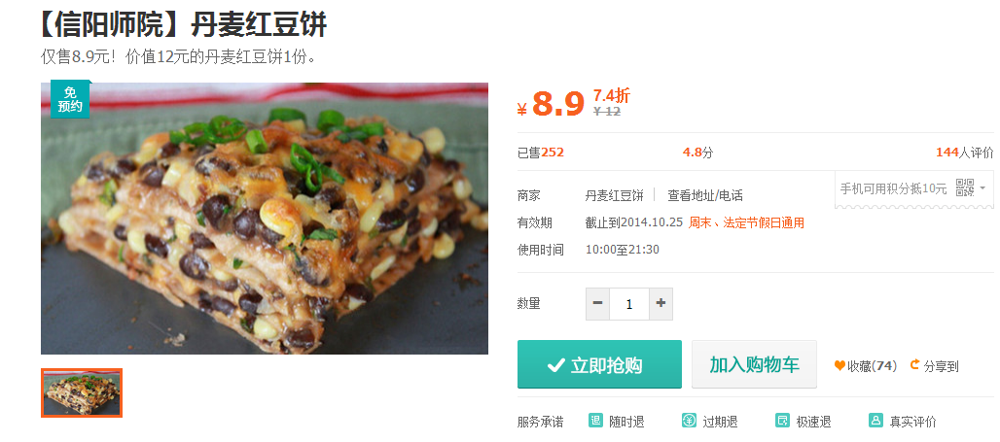 【信阳师院】丹麦红豆饼
仅售8.9元！价值12元的丹麦红豆饼1份。
免
预约
¥ 8.9 7.4折
¥ 12
已售252 4.8分 144人评价
手机可用积分抵10元
商家 丹麦红豆饼 查看地址/电话
有效期 截止到2014.10.25 周末、法定节假日通用
使用时间 10:00至21:30
数量 - 1 +
立即抢购 加入购物车 收藏(74) 分享到
服务承诺 退 随时退 过期退 极速退 真实评价